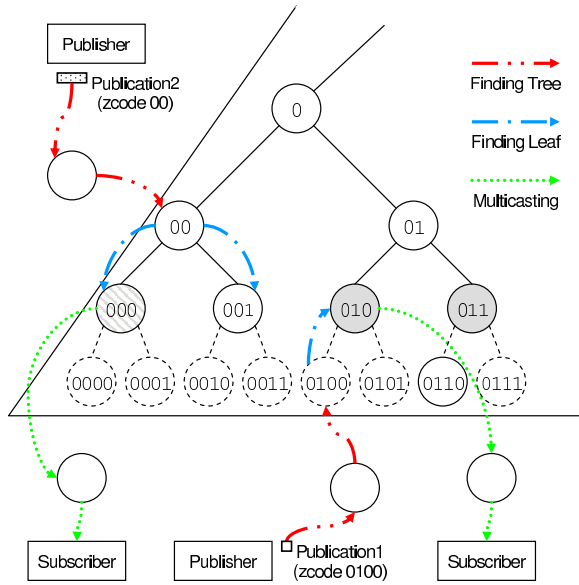 Publisher
Publication2
(zcode 00)
Finding Tree
Finding Leaf
Multicasting
0
00
01
000
001
010
011
0000
0001
0010
0011
0100
0101
0110
0111
Subscriber
Publisher
Publication1
(zcode 0100)
Subscriber